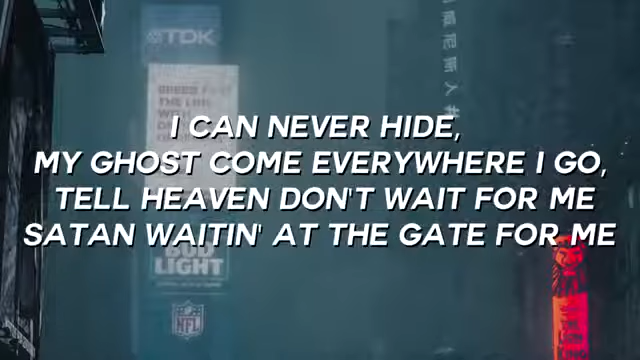 TDK
I CAN NEVER HIDE,
MY GHOST COME EVERYWHERE I GO,
TELL HEAVEN DON'T WAIT FOR ME
SATAN WAITIN' AT THE GATE FOR ME
BUD
LIGHT
NFL